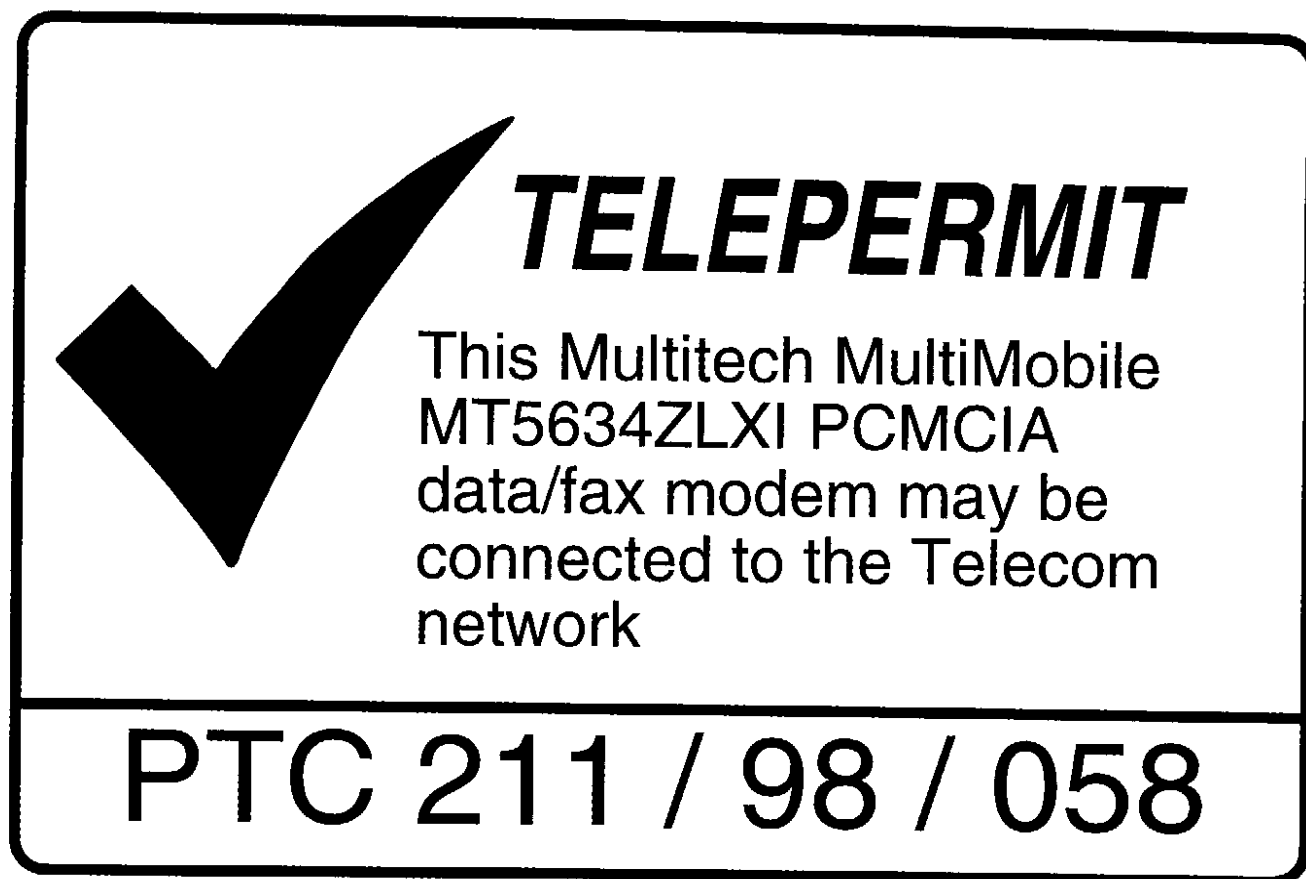 TELEPERMIT
This Multitech MultiMobile
MT5634ZLXI PCMCIA
data/fax modem may be
connected to the Telecom
network
PTC 211 / 98 / 058